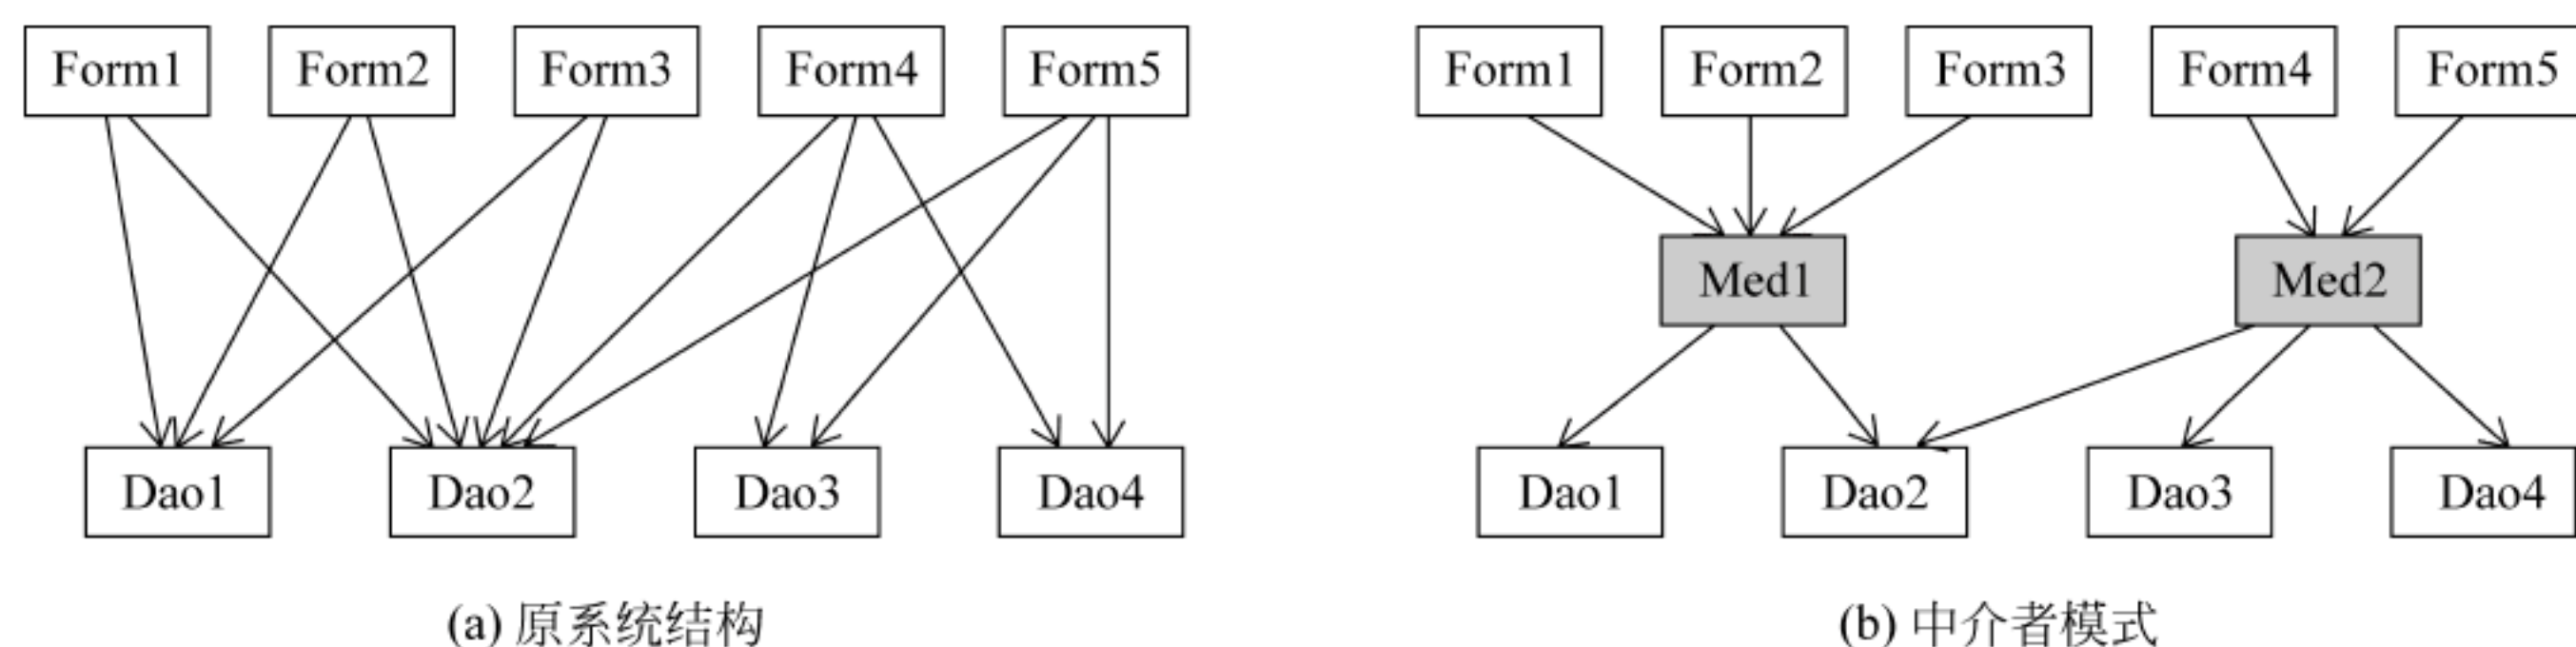 Form1 Form2 Form3 Form4 Form5
Dao1 Dao2 Dao3 Dao4
(a) 原系统结构
Form1 Form2 Form3 Form4 Form5
Med1 Med2
Dao1 Dao2 Dao3 Dao4
(b) 中介者模式